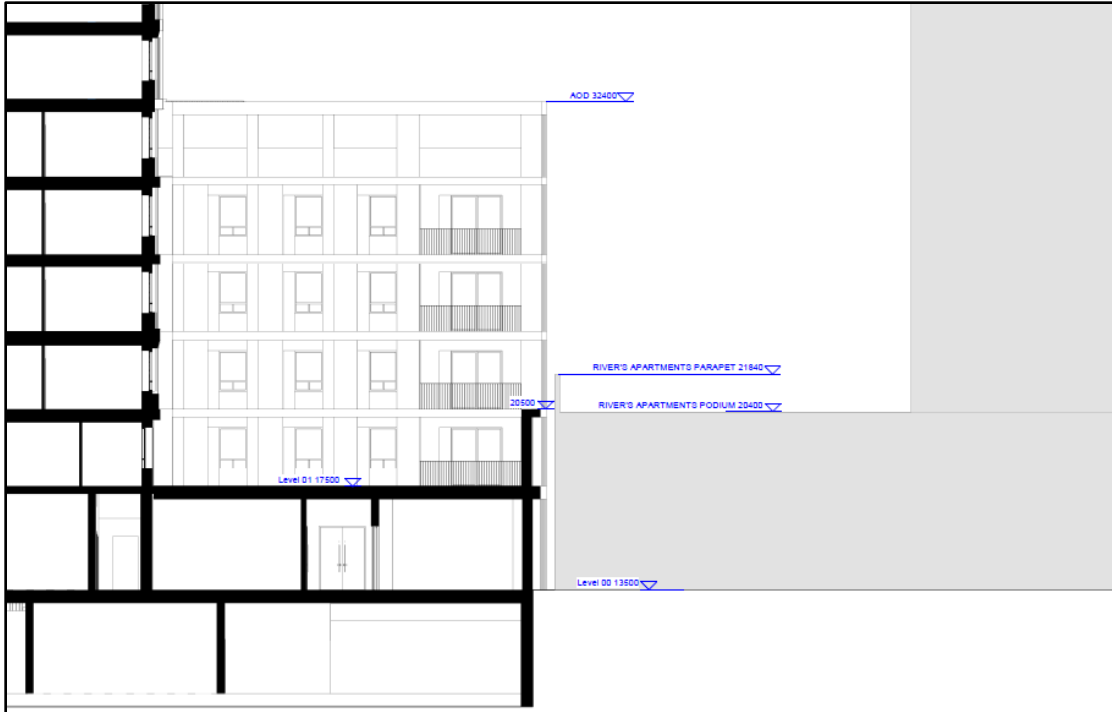 AOD 32400
RIVER'S APARTMENTS PARAPET 21840
20500
RIVER'S APARTMENTS PODIUM 20400
Level 01 17500
Level 00 13500